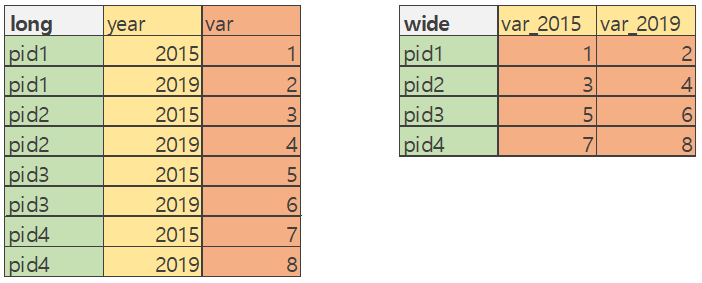 long year var
pid1 2015 1
pid1 2019 2
pid2 2015 3
pid2 2019 4
pid3 2015 5
pid3 2019 6
pid4 2015 7
pid4 2019 8
wide var_2015 var_2019
pid1 1 2
pid2 3 4
pid3 5 6
pid4 7 8